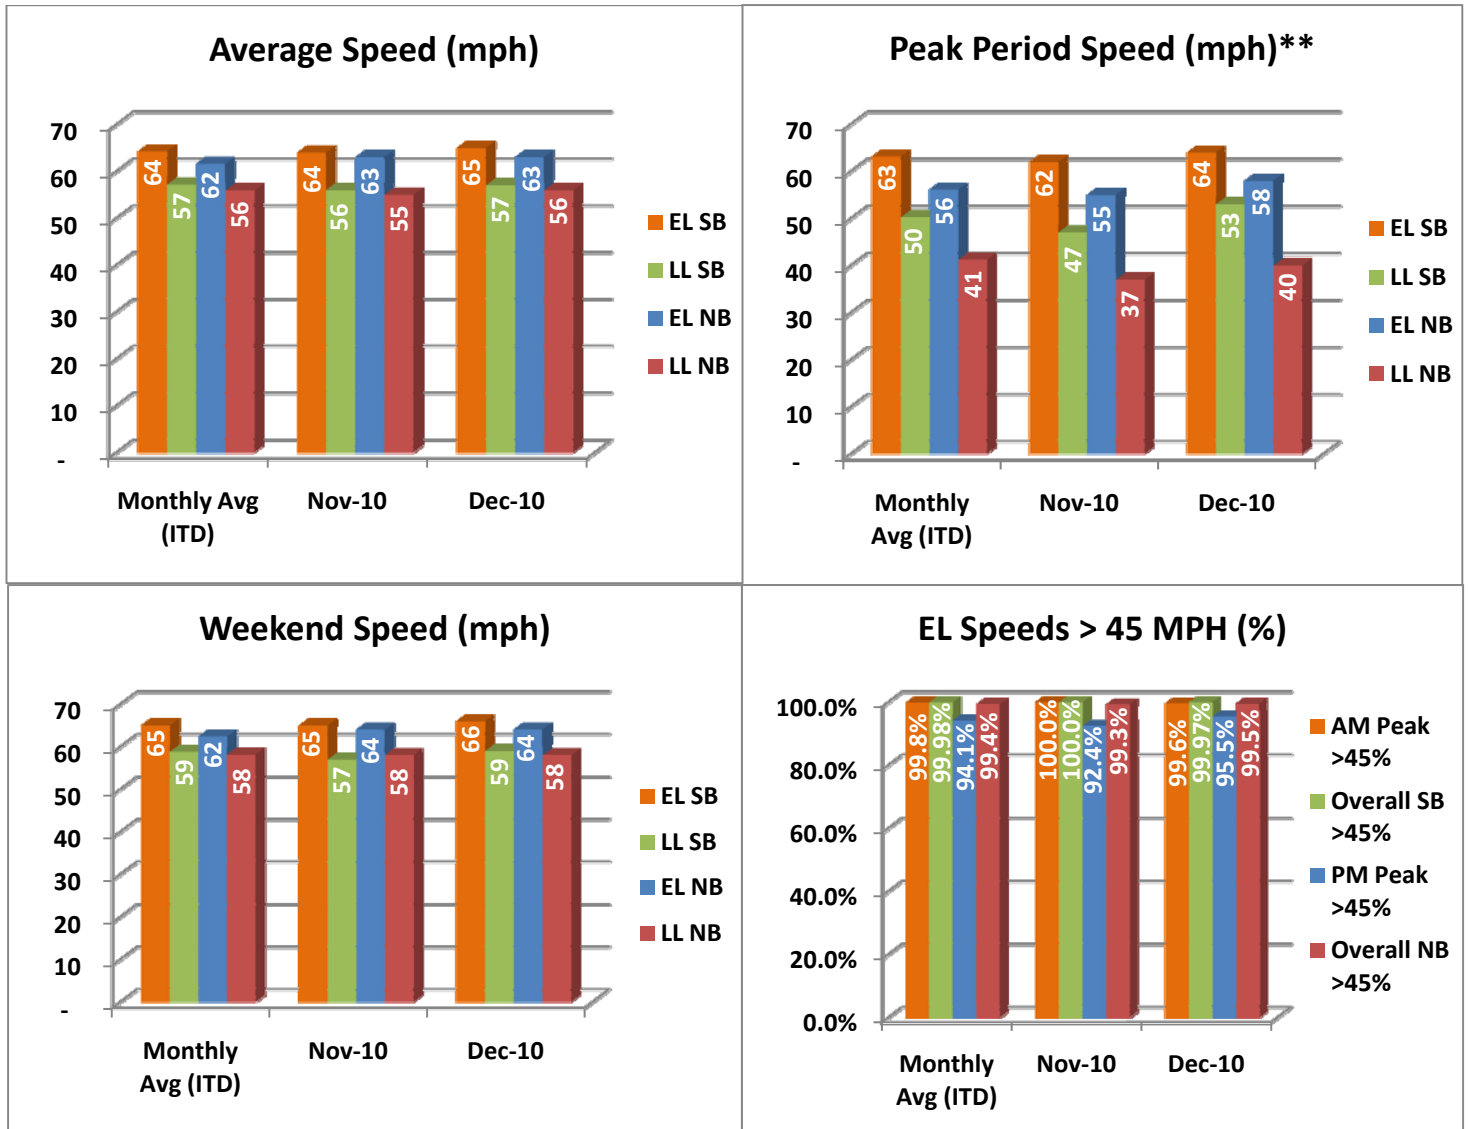 Average Speed (mph)
70
60
50
40
30
20
10
-
64
57
62
56
64
56
63
55
65
57
63
56
Monthly Avg
(ITD)
Nov-10
Dec-10
EL SB
LL SB
EL NB
LL NB
Peak Period Speed (mph)**
70
60
50
40
30
20
10
-
63
50
56
41
62
47
55
37
64
53
58
40
Monthly
Avg (ITD)
Nov-10
Dec-10
EL SB
LL SB
EL NB
LL NB
Weekend Speed (mph)
70
60
50
40
30
20
10
-
65
59
62
58
65
57
64
58
66
59
64
58
Monthly
Avg (ITD)
Nov-10
Dec-10
EL SB
LL SB
EL NB
LL NB
EL Speeds > 45 MPH (%)
100.0%
80.0%
60.0%
40.0%
20.0%
0.0%
99.8%
99.98%
94.1%
99.4%
100.0%
100.0%
92.4%
99.3%
99.6%
99.97%
95.5%
99.5%
Monthly
Avg (ITD)
Nov-10
Dec-10
AM Peak
>45%
Overall SB
>45%
PM Peak
>45%
Overall NB
>45%